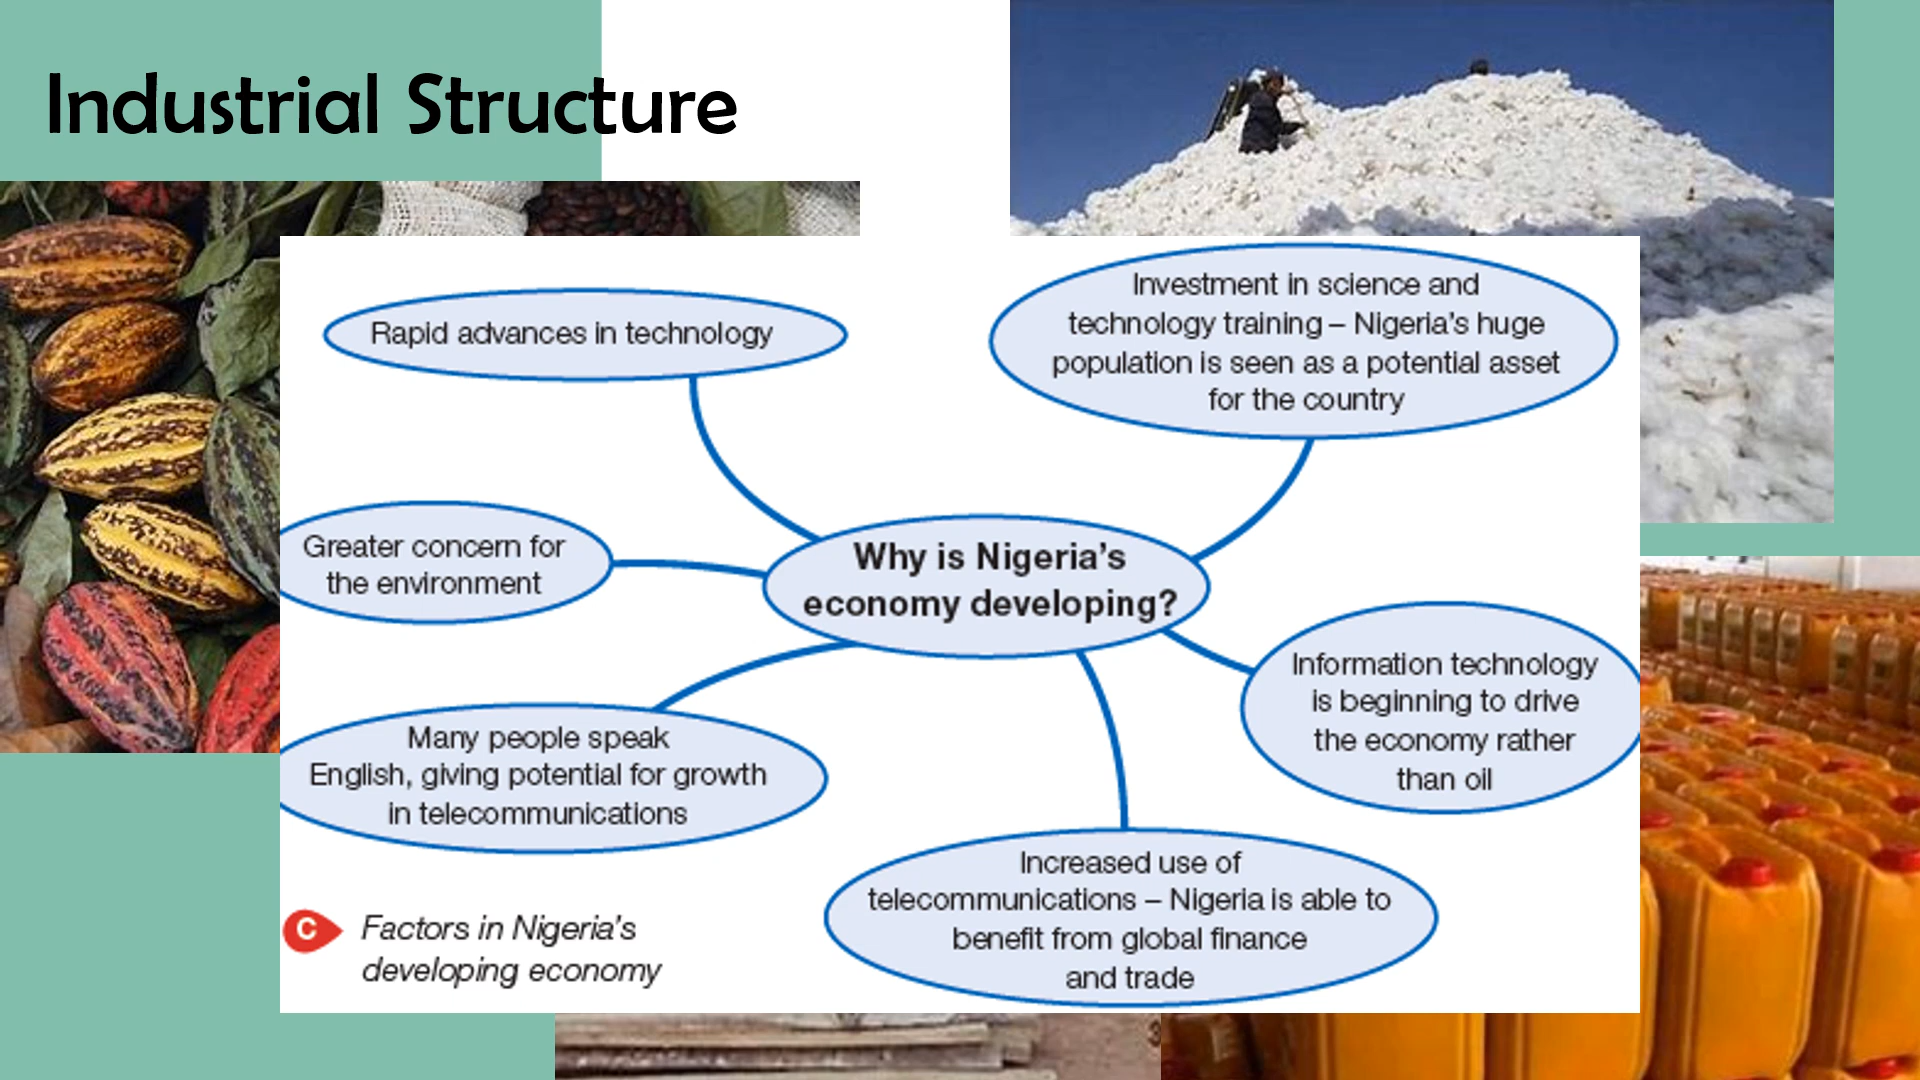 Industrial Structure
Rapid advances in technology
Investment in science and
technology training – Nigeria's huge
population is seen as a potential asset
for the country
Greater concern for
the environment
Why is Nigeria's
economy developing?
Information technology
is beginning to drive
the economy rather
than oil
Many people speak
English, giving potential for growth
in telecommunications
Increased use of
telecommunications – Nigeria is able to
benefit from global finance
and trade
C
Factors in Nigeria's
developing economy